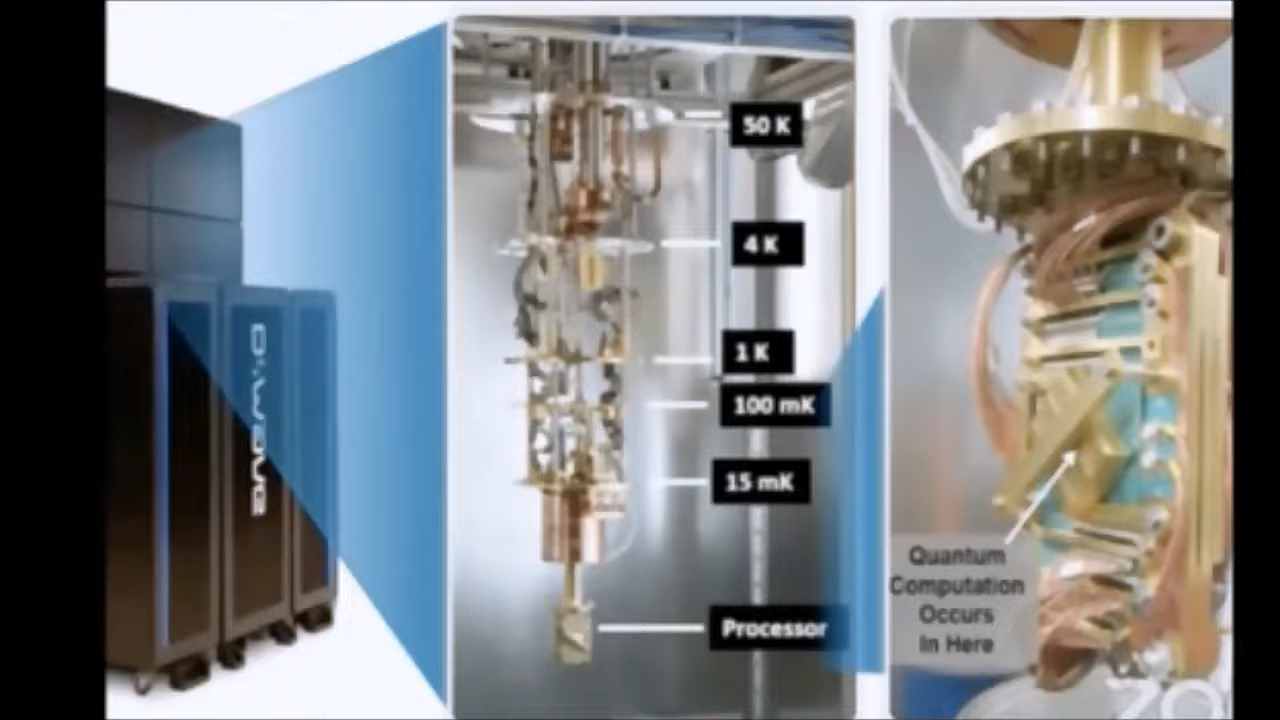 D:WAVE
50 K
4 K
1 K
100 mK
15 mK
Processor
Quantum
Computation
Occurs
In Here